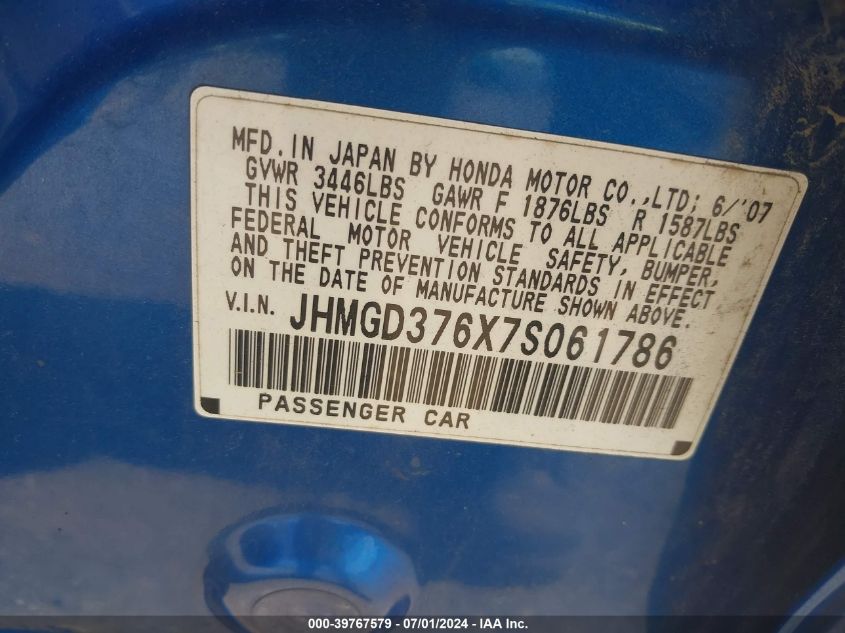 MFD. IN JAPAN BY HONDA MOTOR CO., LTD; 6/'07
GVWR 3446LBS GAWR F 1876LBS R 1587LBS
THIS VEHICLE CONFORMS TO ALL APPLICABLE
FEDERAL MOTOR VEHICLE SAFETY, BUMPER,
AND THEFT PREVENTION STANDARDS IN EFFECT
ON THE DATE OF MANUFACTURE SHOWN ABOVE.
V.I.N. JHMGD376X7S061786
PASSENGER CAR
000-39767579 / 07/01/2024 - IAA Inc.